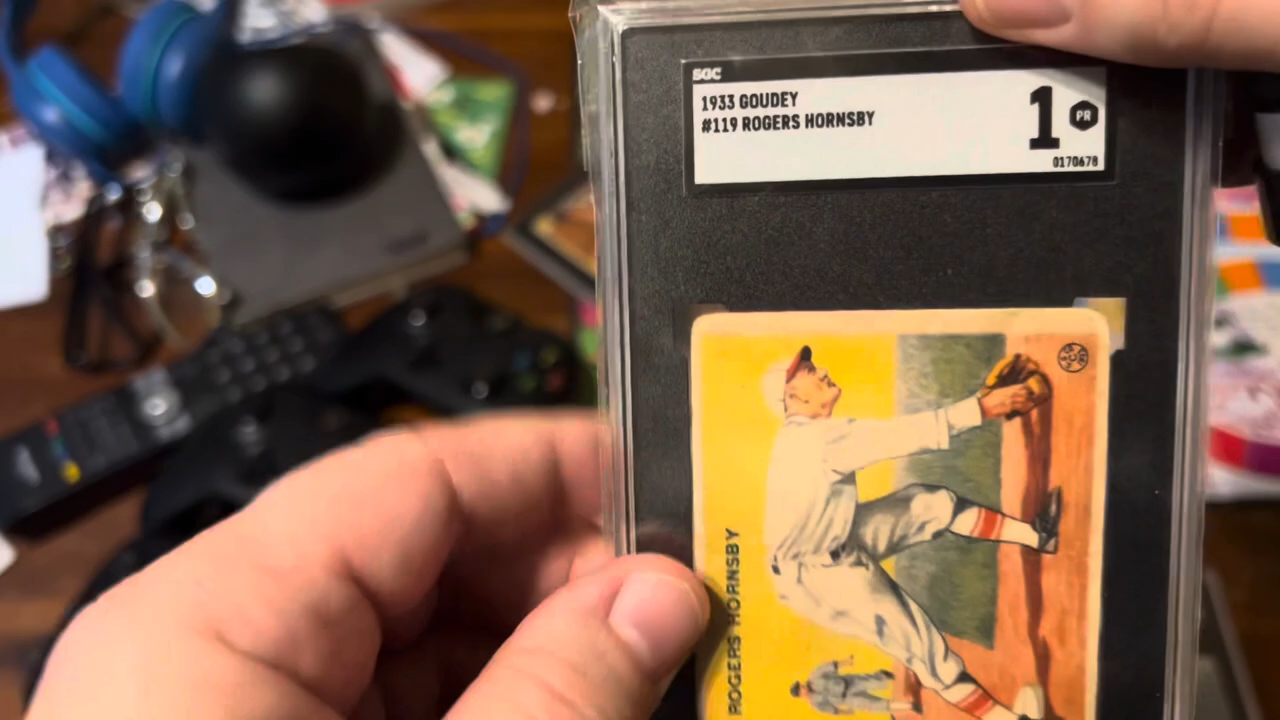 SGC
1933 GOUDEY
#119 ROGERS HORNSBY
1
PR
0170678
ROGERS HORNSBY